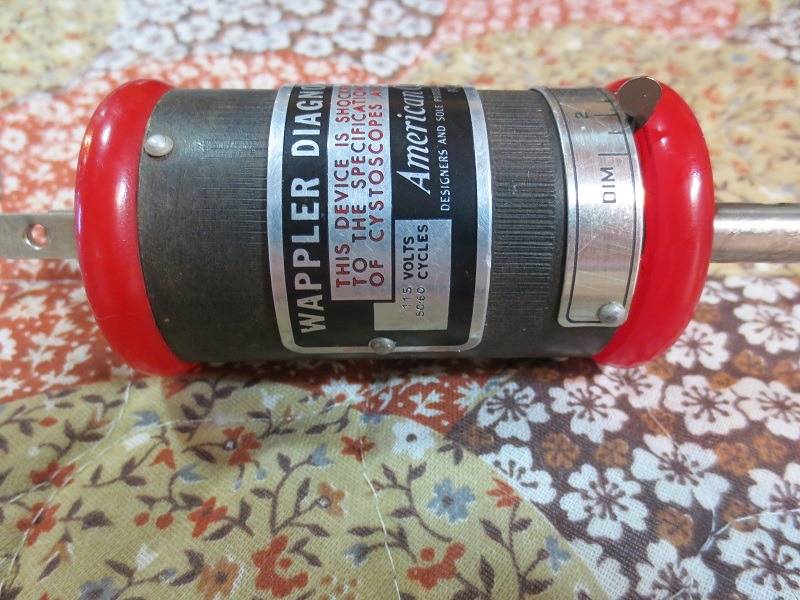 WAPPLER DIAGNO
THIS DEVICE IS SHOC
TO THE SPECIFICATIO
OF CYSTOSCOPES A
American
DESIGNERS AND SOLE
115 VOLTS
50-60 CYCLES
DIM
2